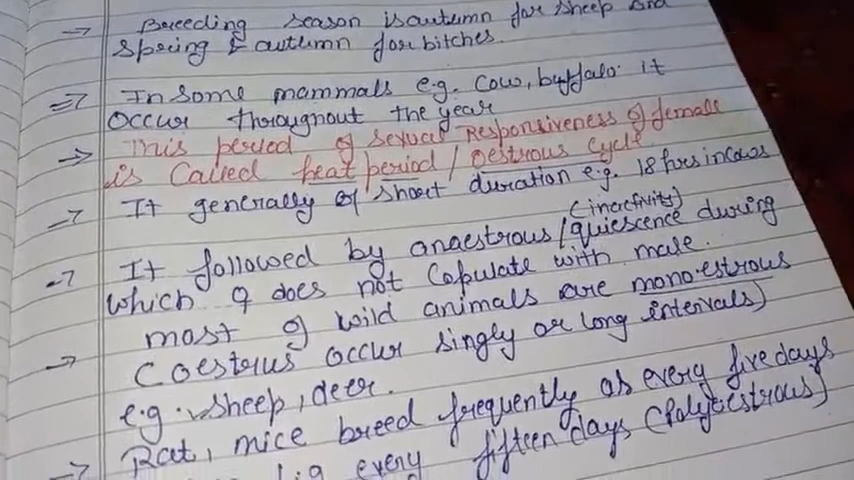 → Breeding season is autumn for sheep and
spring & autumn for bitches.
⇒ In some mammals e.g. Cow, buffalo it
occur throughout the year
→ This period of sexual Responsiveness of female
is Called heat period / oestrous cycle
→ It generally of short duration e.g. 18 hrs in cows
(inactivity)
→ It followed by anaestrous / quiescence during
which ♀ does not Copulate with male.
→ most of wild animals are mono·estrous
(oestrus occur singly or long intervals)
e.g. sheep, deer.
→ Rat, mice breed frequently as every five days
every fifteen days (Polyoestrous)